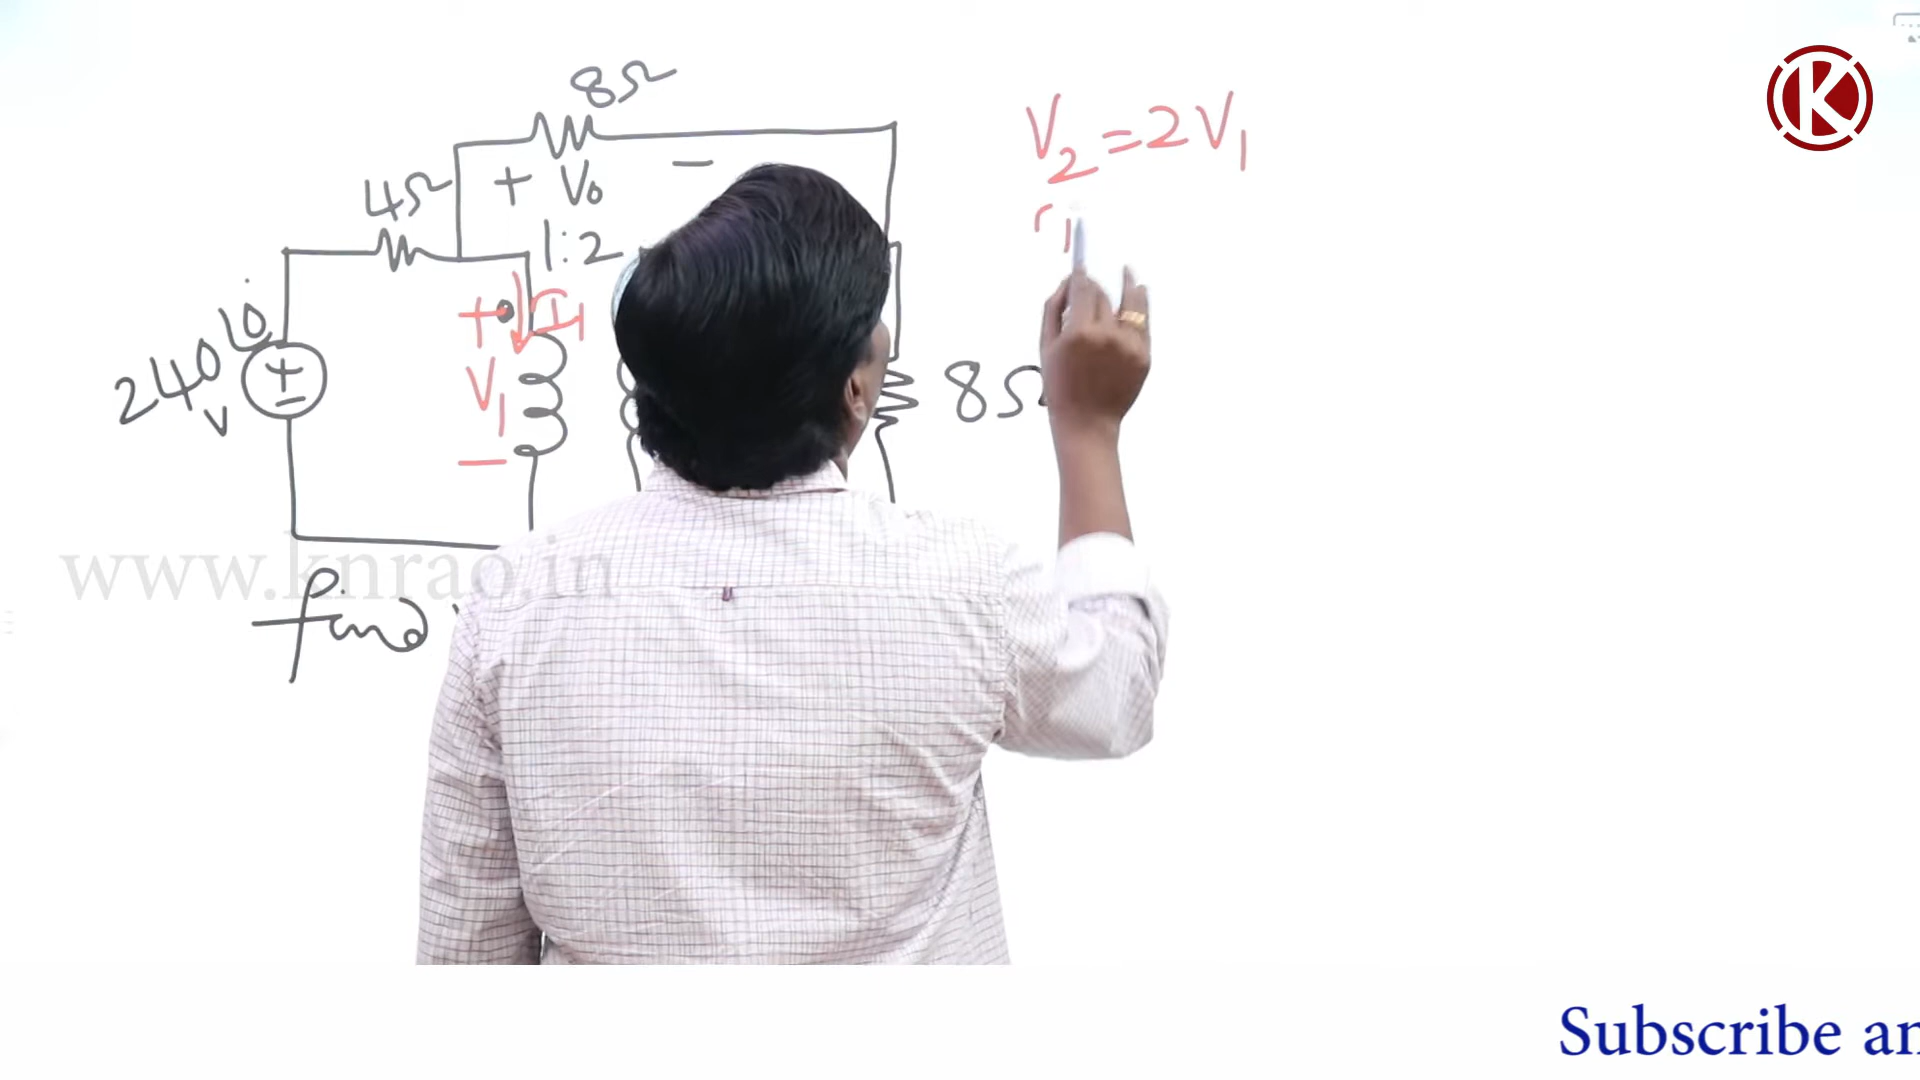 8Ω
V₂ = 2V₁
4Ω
+ V₀ −
1:2
+ I₁
240∠0°
V
+
−
V₁
−
8Ω
www.knrao.in
find
K
Subscribe an